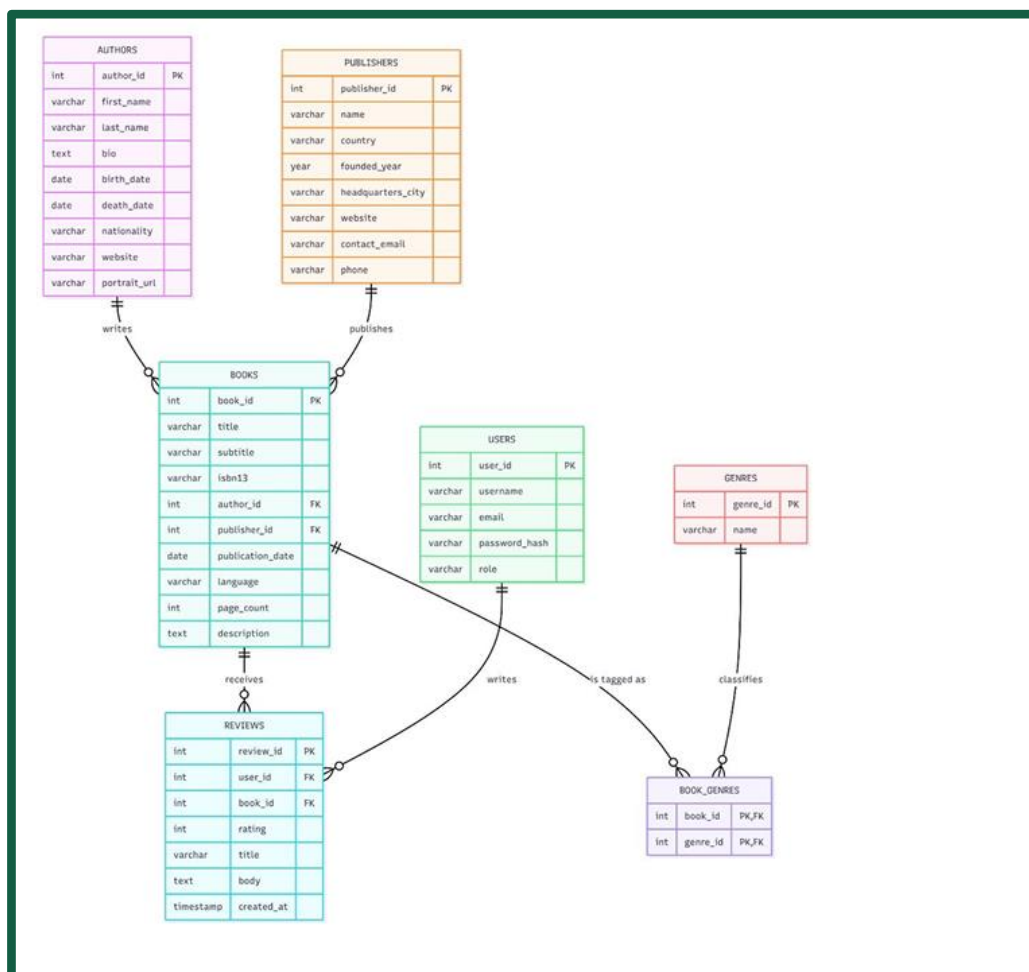 AUTHORS
int author_id PK
varchar first_name
varchar last_name
text bio
date birth_date
date death_date
varchar nationality
varchar website
varchar portrait_url
PUBLISHERS
int publisher_id PK
varchar name
varchar country
year founded_year
varchar headquarters_city
varchar website
varchar contact_email
varchar phone
writes
publishes
BOOKS
int book_id PK
varchar title
varchar subtitle
varchar isbn13
int author_id FK
int publisher_id FK
date publication_date
varchar language
int page_count
text description
USERS
int user_id PK
varchar username
varchar email
varchar password_hash
varchar role
GENRES
int genre_id PK
varchar name
receives
writes
is tagged as
classifies
REVIEWS
int review_id PK
int user_id FK
int book_id FK
int rating
varchar title
text body
timestamp created_at
BOOK_GENRES
int book_id PK,FK
int genre_id PK,FK